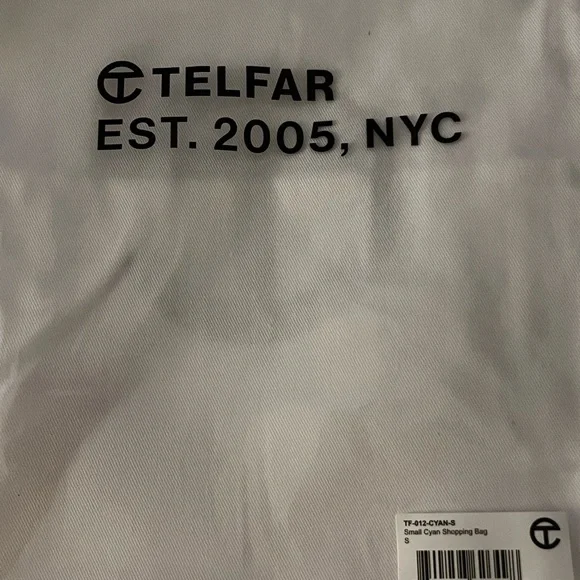 TELFAR
EST. 2005, NYC
TF-012-CYAN-S
Small Cyan Shopping Bag
S